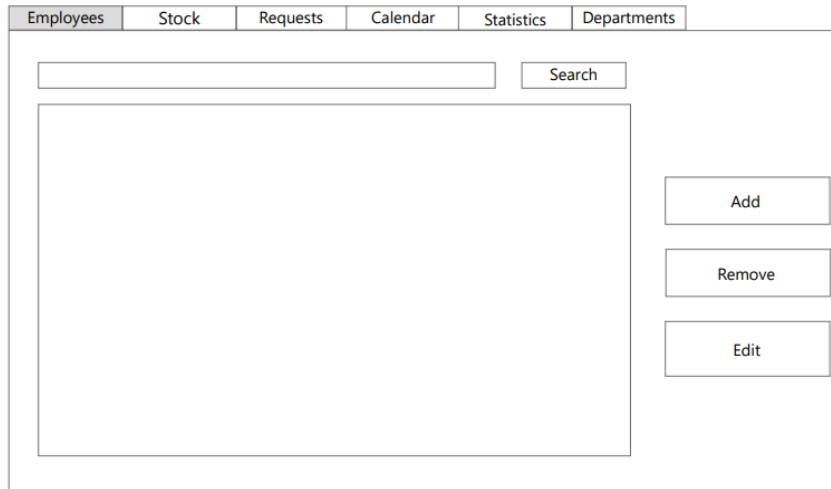 Employees Stock Requests Calendar Statistics Departments
Search
Add
Remove
Edit